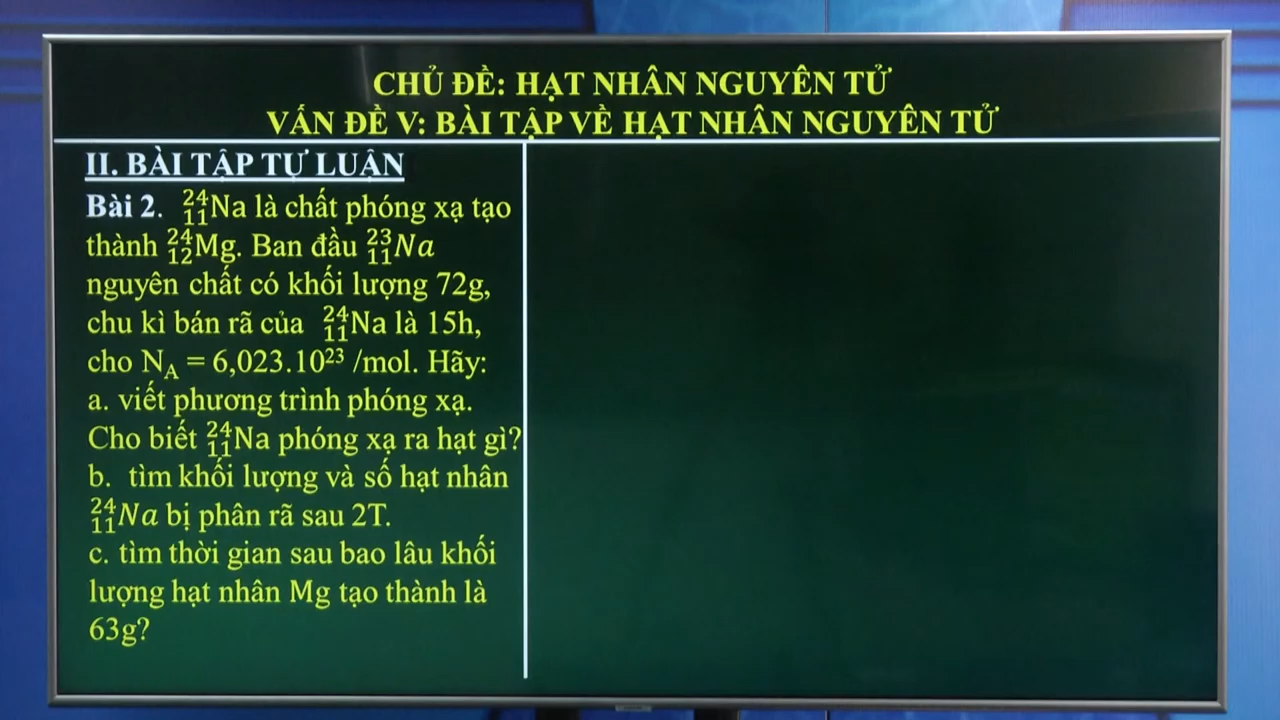 CHỦ ĐỀ: HẠT NHÂN NGUYÊN TỬ
VẤN ĐỀ V: BÀI TẬP VỀ HẠT NHÂN NGUYÊN TỬ
II. BÀI TẬP TỰ LUẬN
Bài 2. ²⁴₁₁Na là chất phóng xạ tạo
thành ²⁴₁₂Mg. Ban đầu ²³₁₁Na
nguyên chất có khối lượng 72g,
chu kì bán rã của ²⁴₁₁Na là 15h,
cho N_A = 6,023.10²³ /mol. Hãy:
a. viết phương trình phóng xạ.
Cho biết ²⁴₁₁Na phóng xạ ra hạt gì?
b. tìm khối lượng và số hạt nhân
²⁴₁₁Na bị phân rã sau 2T.
c. tìm thời gian sau bao lâu khối
lượng hạt nhân Mg tạo thành là
63g?